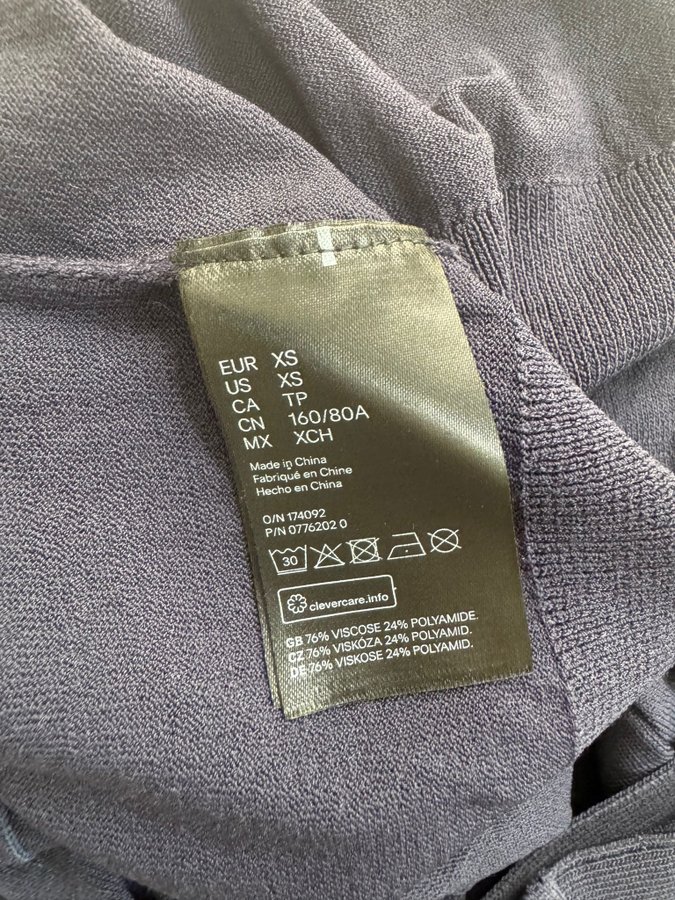 EUR XS
US XS
CA TP
CN 160/80A
MX XCH
Made in China
Fabriqué en Chine
Hecho en China
O/N 174092
P/N 0776202 0
30
clevercare.info
GB 76% VISCOSE 24% POLYAMIDE.
CZ 76% VISKÓZA 24% POLYAMID.
DE 76% VISKOSE 24% POLYAMID.